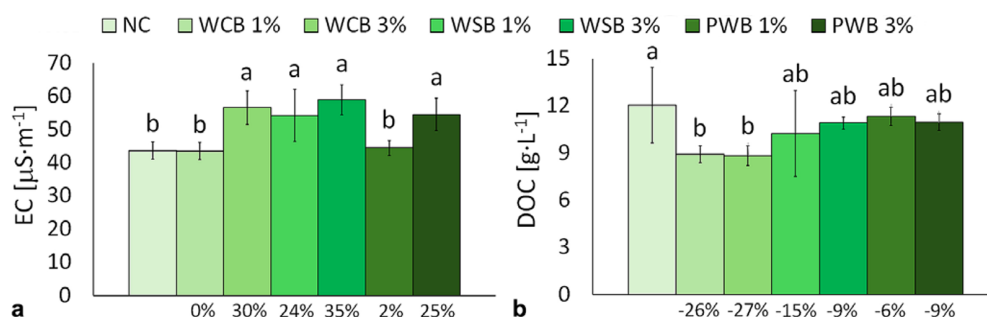 NC WCB 1% WCB 3% WSB 1% WSB 3% PWB 1% PWB 3%
EC [µS·m⁻¹]
70
60
50
40
30
20
10
0
b b a a a b a
0% 30% 24% 35% 2% 25%
a
DOC [g·L⁻¹]
15
12
9
6
3
0
a b b ab ab ab ab
-26% -27% -15% -9% -6% -9%
b